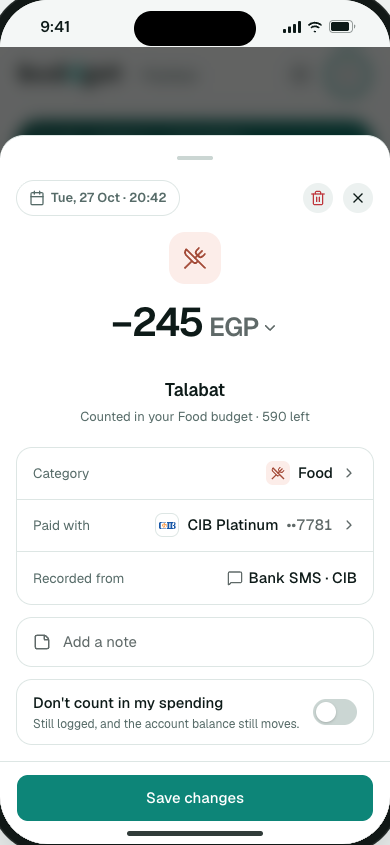 9:41
Tue, 27 Oct · 20:42
−245 EGP
Talabat
Counted in your Food budget · 590 left
Category
Food
Paid with
CIB
CIB Platinum ••7781
Recorded from
Bank SMS · CIB
Add a note
Don't count in my spending
Still logged, and the account balance still moves.
Save changes